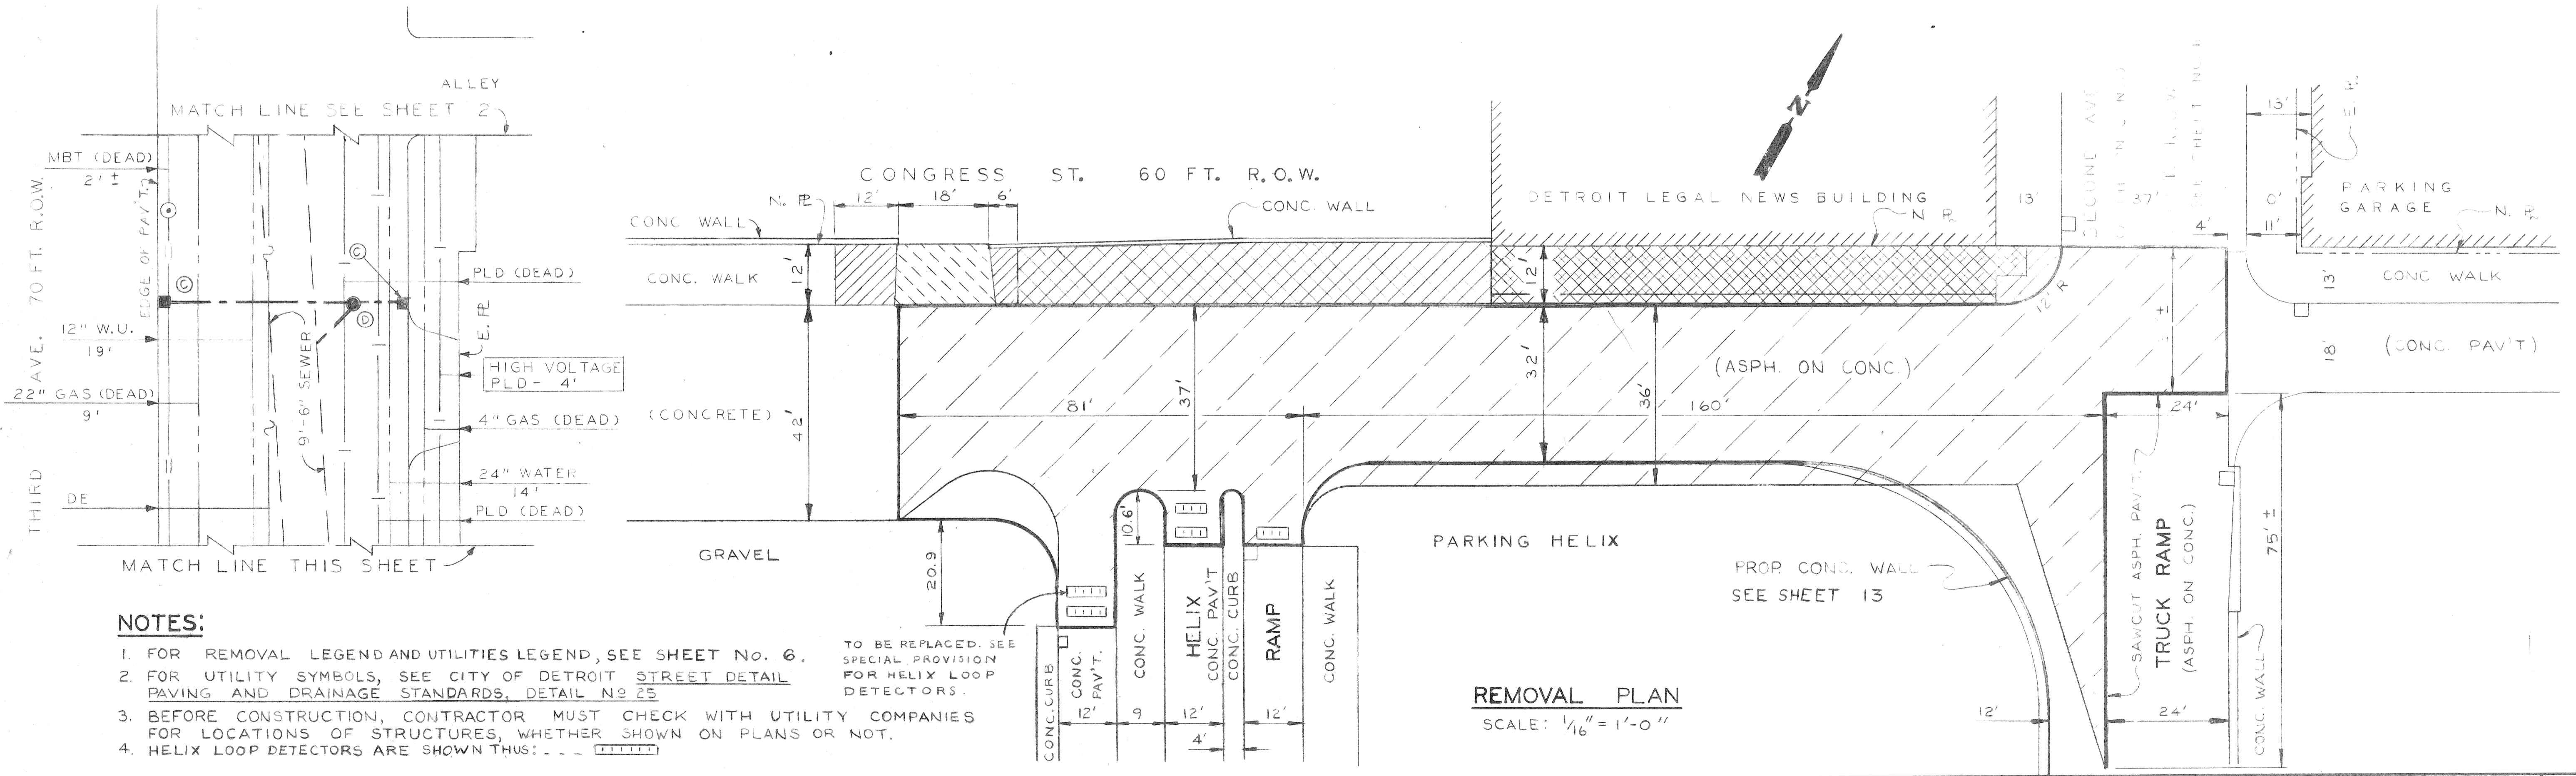 ALLEY
MATCH LINE SEE SHEET 2
MBT (DEAD)
2' ±
EDGE OF PAV'T.
THIRD AVE. 70 FT. R.O.W.
Ⓒ
Ⓒ
Ⓓ
PLD (DEAD)
12" W.U.
19'
E. PL
HIGH VOLTAGE
PLD - 4'
22" GAS (DEAD)
9'
9'-6" SEWER
4" GAS (DEAD)
24" WATER
14'
DE
PLD (DEAD)
MATCH LINE THIS SHEET
CONGRESS ST. 60 FT. R.O.W.
N
N. PL
12'
18'
6'
CONC WALL
CONC. WALL
DETROIT LEGAL NEWS BUILDING
N PL
13'
SECOND AVE
37'
4'
13'
E PL
0'
11'
PARKING
GARAGE
N. PL
CONC. WALK
12'
12'
12' R
13'
CONC WALK
18'
(CONC. PAV'T)
(CONCRETE)
42'
81'
37'
32'
36'
(ASPH. ON CONC.)
160'
24'
GRAVEL
20.9
10.6'
PARKING HELIX
PROP. CONC. WALL
SEE SHEET 13
SAWCUT ASPH. PAV'T.
TRUCK RAMP
(ASPH. ON CONC.)
75' ±
CONC. WALL
TO BE REPLACED. SEE
SPECIAL PROVISION
FOR HELIX LOOP
DETECTORS.
CONC. CURB
CONC.
PAV'T.
CONC. WALK
HELIX
CONC. PAV'T
CONC. CURB
RAMP
CONC. WALK
12'
9
12'
4'
12'
12'
24'
REMOVAL PLAN
SCALE: 1/16" = 1'-0"
NOTES:
1. FOR REMOVAL LEGEND AND UTILITIES LEGEND, SEE SHEET No. 6.
2. FOR UTILITY SYMBOLS, SEE CITY OF DETROIT STREET DETAIL
PAVING AND DRAINAGE STANDARDS, DETAIL Nº 25
3. BEFORE CONSTRUCTION, CONTRACTOR MUST CHECK WITH UTILITY COMPANIES
FOR LOCATIONS OF STRUCTURES, WHETHER SHOWN ON PLANS OR NOT.
4. HELIX LOOP DETECTORS ARE SHOWN THUS: - - -